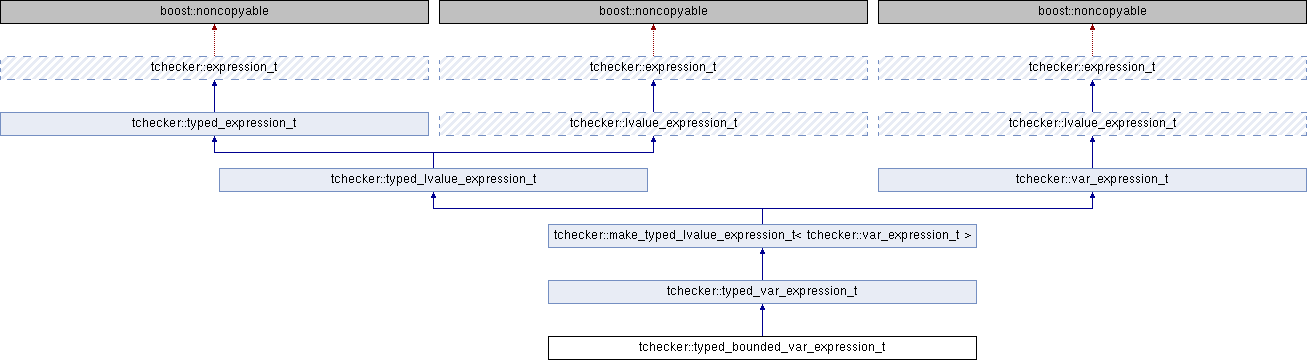 boost::noncopyable
boost::noncopyable
boost::noncopyable
tchecker::expression_t
tchecker::expression_t
tchecker::expression_t
tchecker::typed_expression_t
tchecker::lvalue_expression_t
tchecker::lvalue_expression_t
tchecker::typed_lvalue_expression_t
tchecker::var_expression_t
tchecker::make_typed_lvalue_expression_t< tchecker::var_expression_t >
tchecker::typed_var_expression_t
tchecker::typed_bounded_var_expression_t